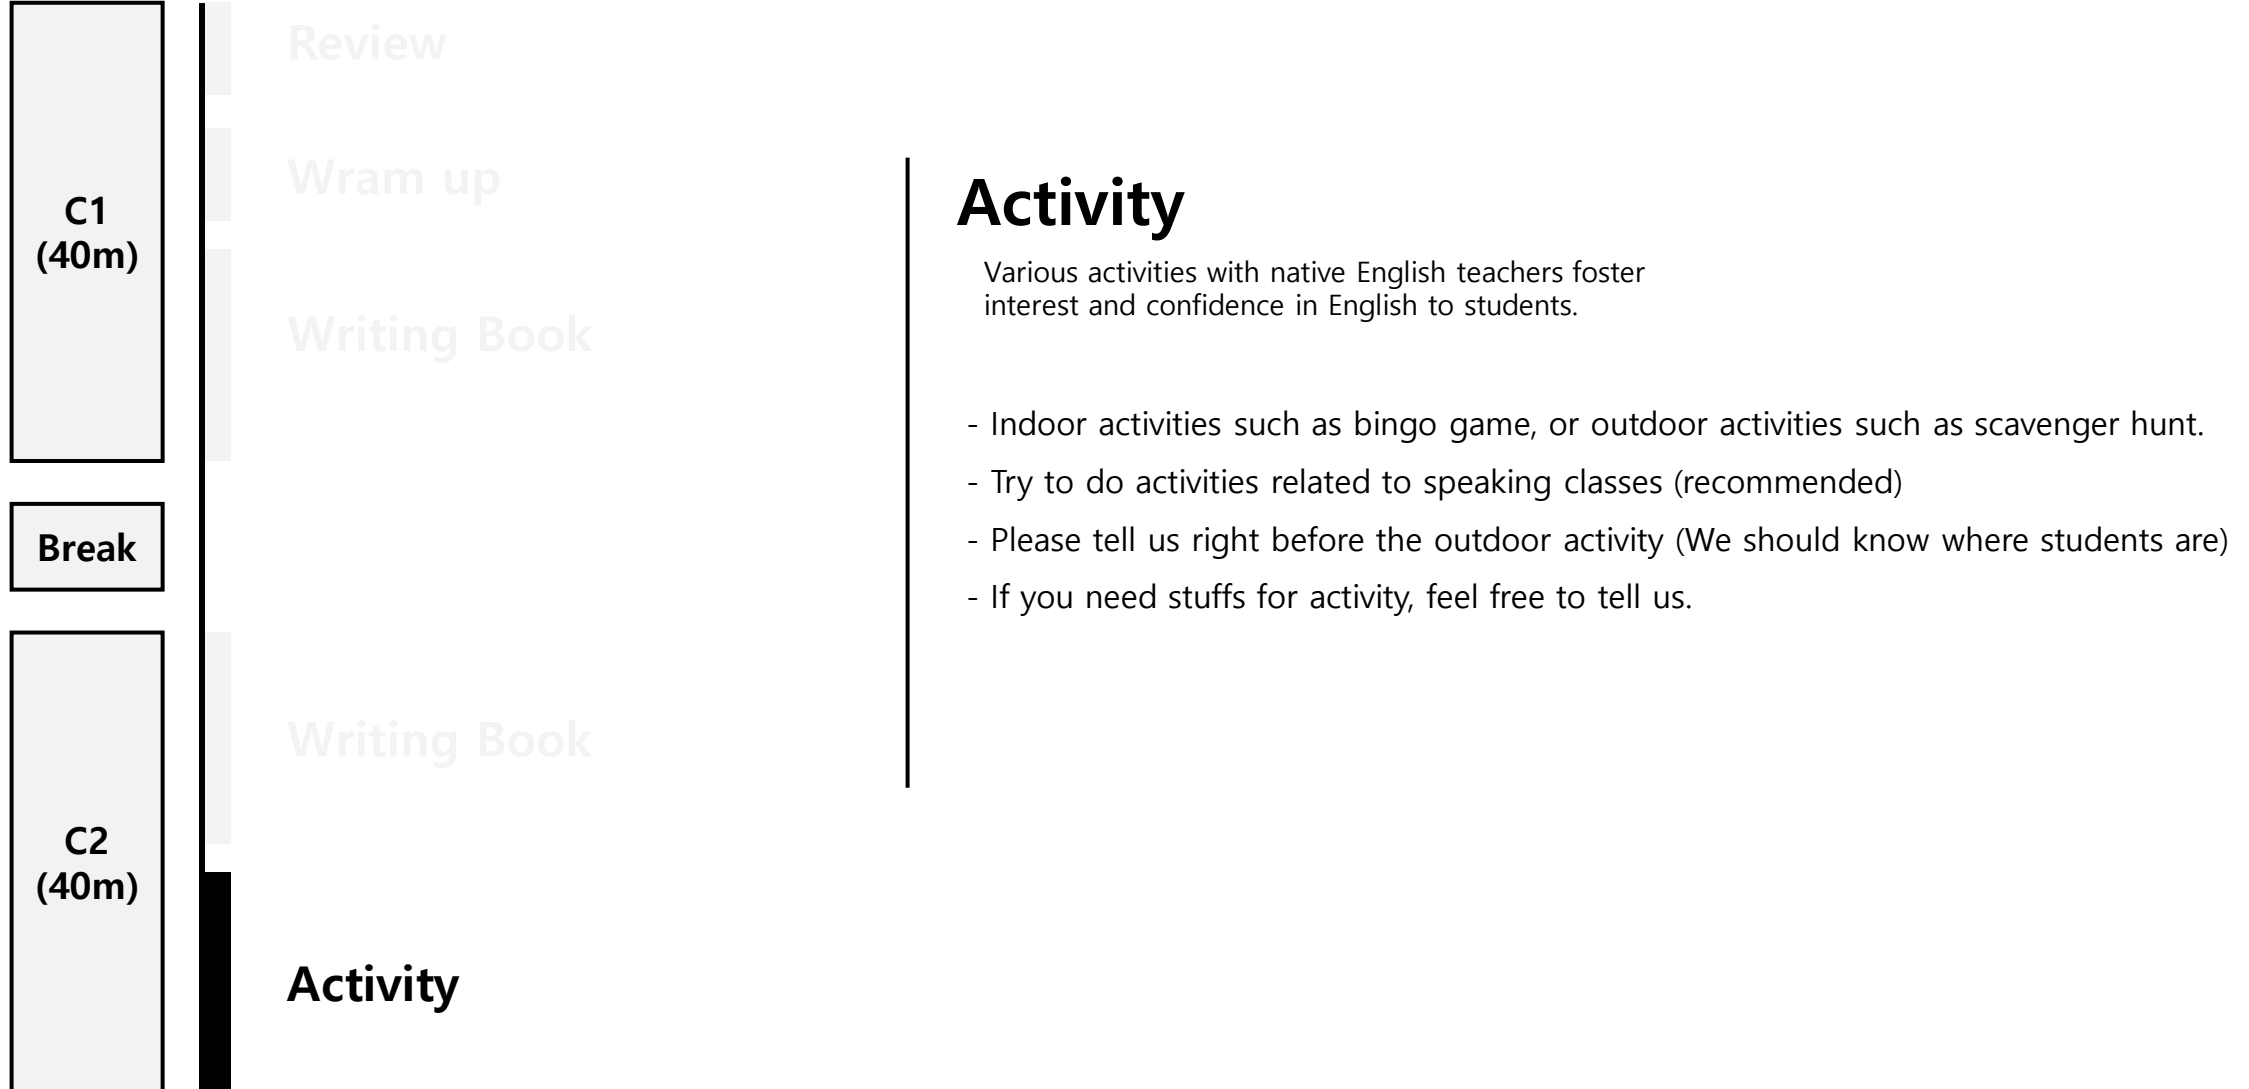 C1
(40m)
Break
C2
(40m)
Review
Wram up
Writing Book
Writing Book
Activity
Activity
Various activities with native English teachers foster
interest and confidence in English to students.
- Indoor activities such as bingo game, or outdoor activities such as scavenger hunt.
- Try to do activities related to speaking classes (recommended)
- Please tell us right before the outdoor activity (We should know where students are)
- If you need stuffs for activity, feel free to tell us.